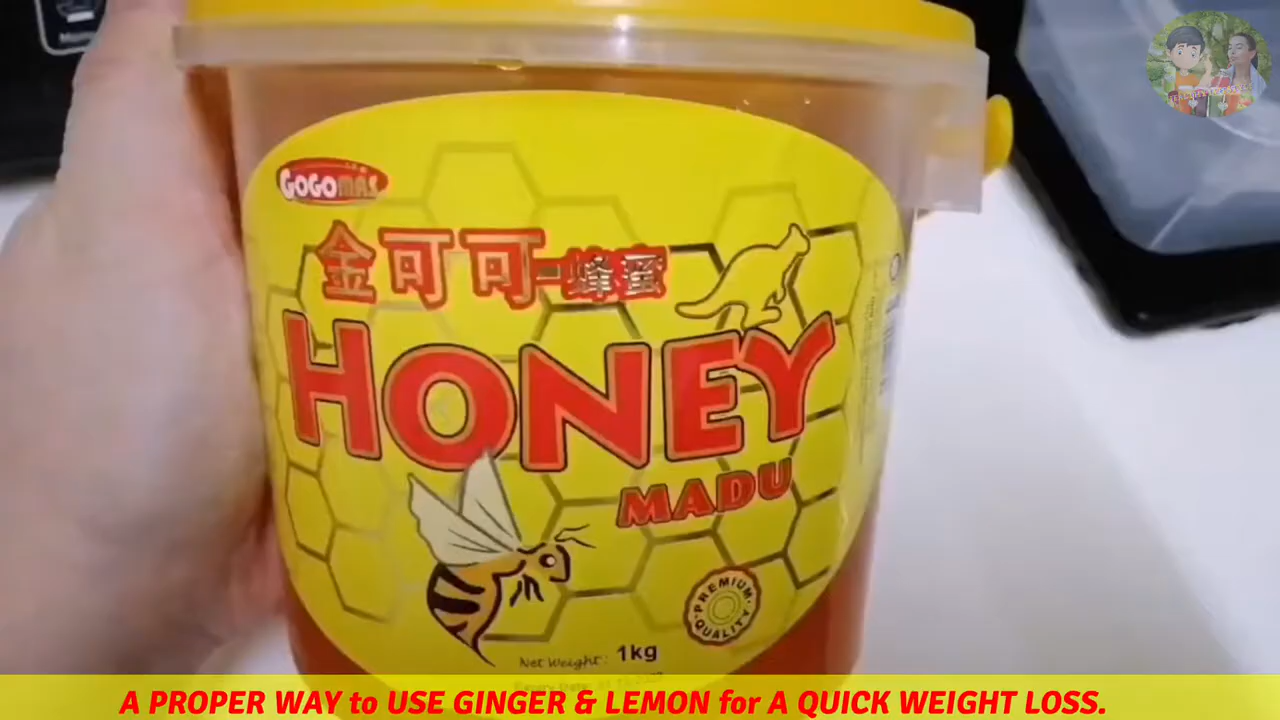 GOGOMAS
金可可-蜂蜜
HONEY
MADU
PREMIUM
QUALITY
Net Weight: 1kg
A PROPER WAY to USE GINGER & LEMON for A QUICK WEIGHT LOSS.